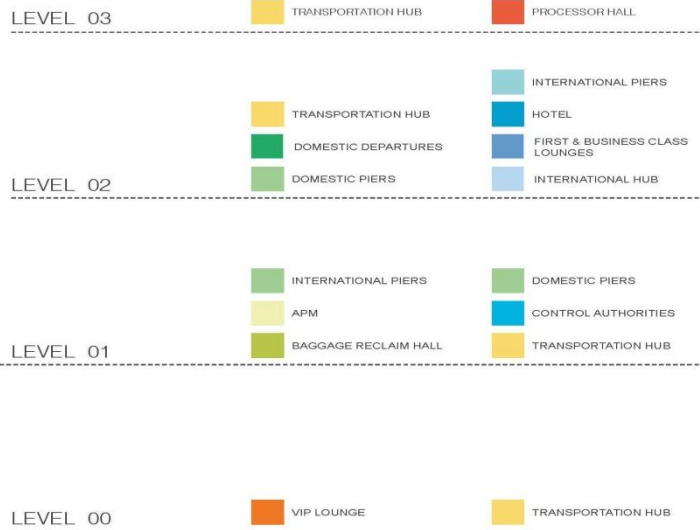 LEVEL 03
TRANSPORTATION HUB
PROCESSOR HALL
INTERNATIONAL PIERS
TRANSPORTATION HUB
HOTEL
DOMESTIC DEPARTURES
FIRST & BUSINESS CLASS
LOUNGES
LEVEL 02
DOMESTIC PIERS
INTERNATIONAL HUB
INTERNATIONAL PIERS
DOMESTIC PIERS
APM
CONTROL AUTHORITIES
LEVEL 01
BAGGAGE RECLAIM HALL
TRANSPORTATION HUB
LEVEL 00
VIP LOUNGE
TRANSPORTATION HUB